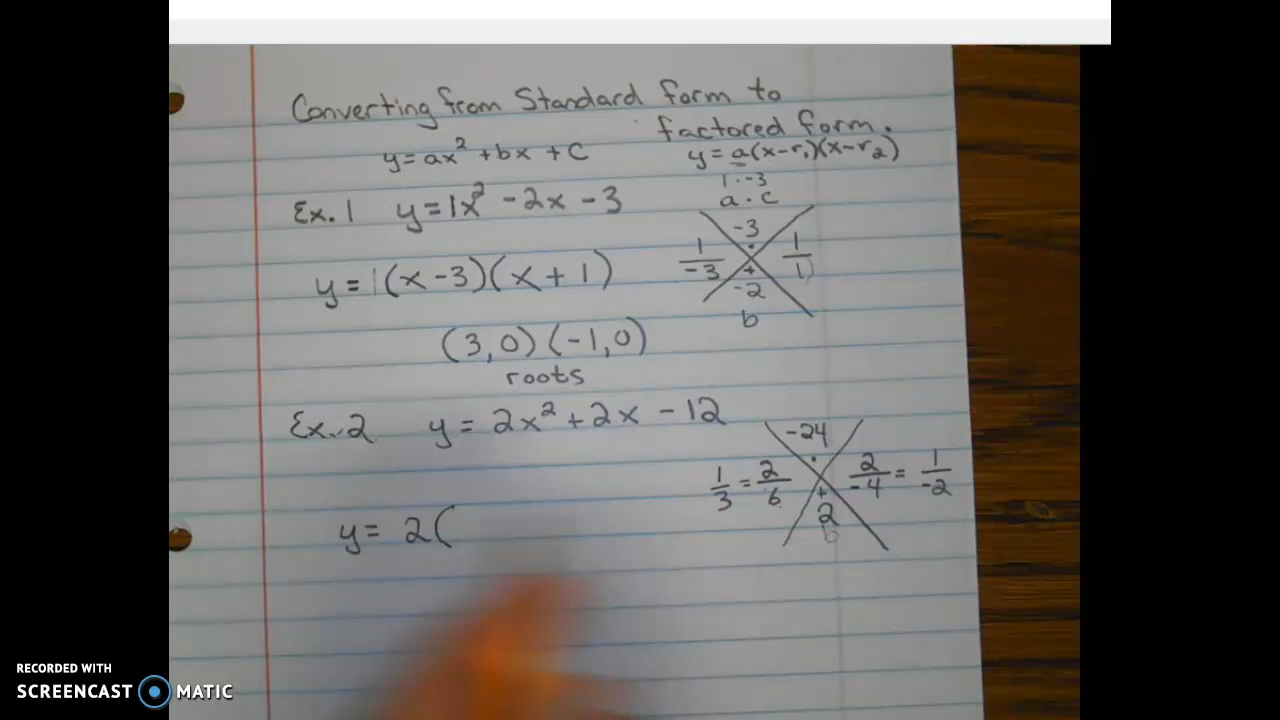 Converting from Standard form to
factored form.
y = ax² + bx + c
y = a(x-r₁)(x-r₂)
Ex. 1 y = 1x² - 2x - 3
1 · -3
a · c
-3
·
1/-3 1/1
+
-2
b
y = 1(x - 3)(x + 1)
(3, 0) (-1, 0)
roots
Ex. 2 y = 2x² + 2x - 12
-24
·
1/3 = 2/6 2/-4 = 1/-2
+
2
b
y = 2(
RECORDED WITH
SCREENCAST MATIC